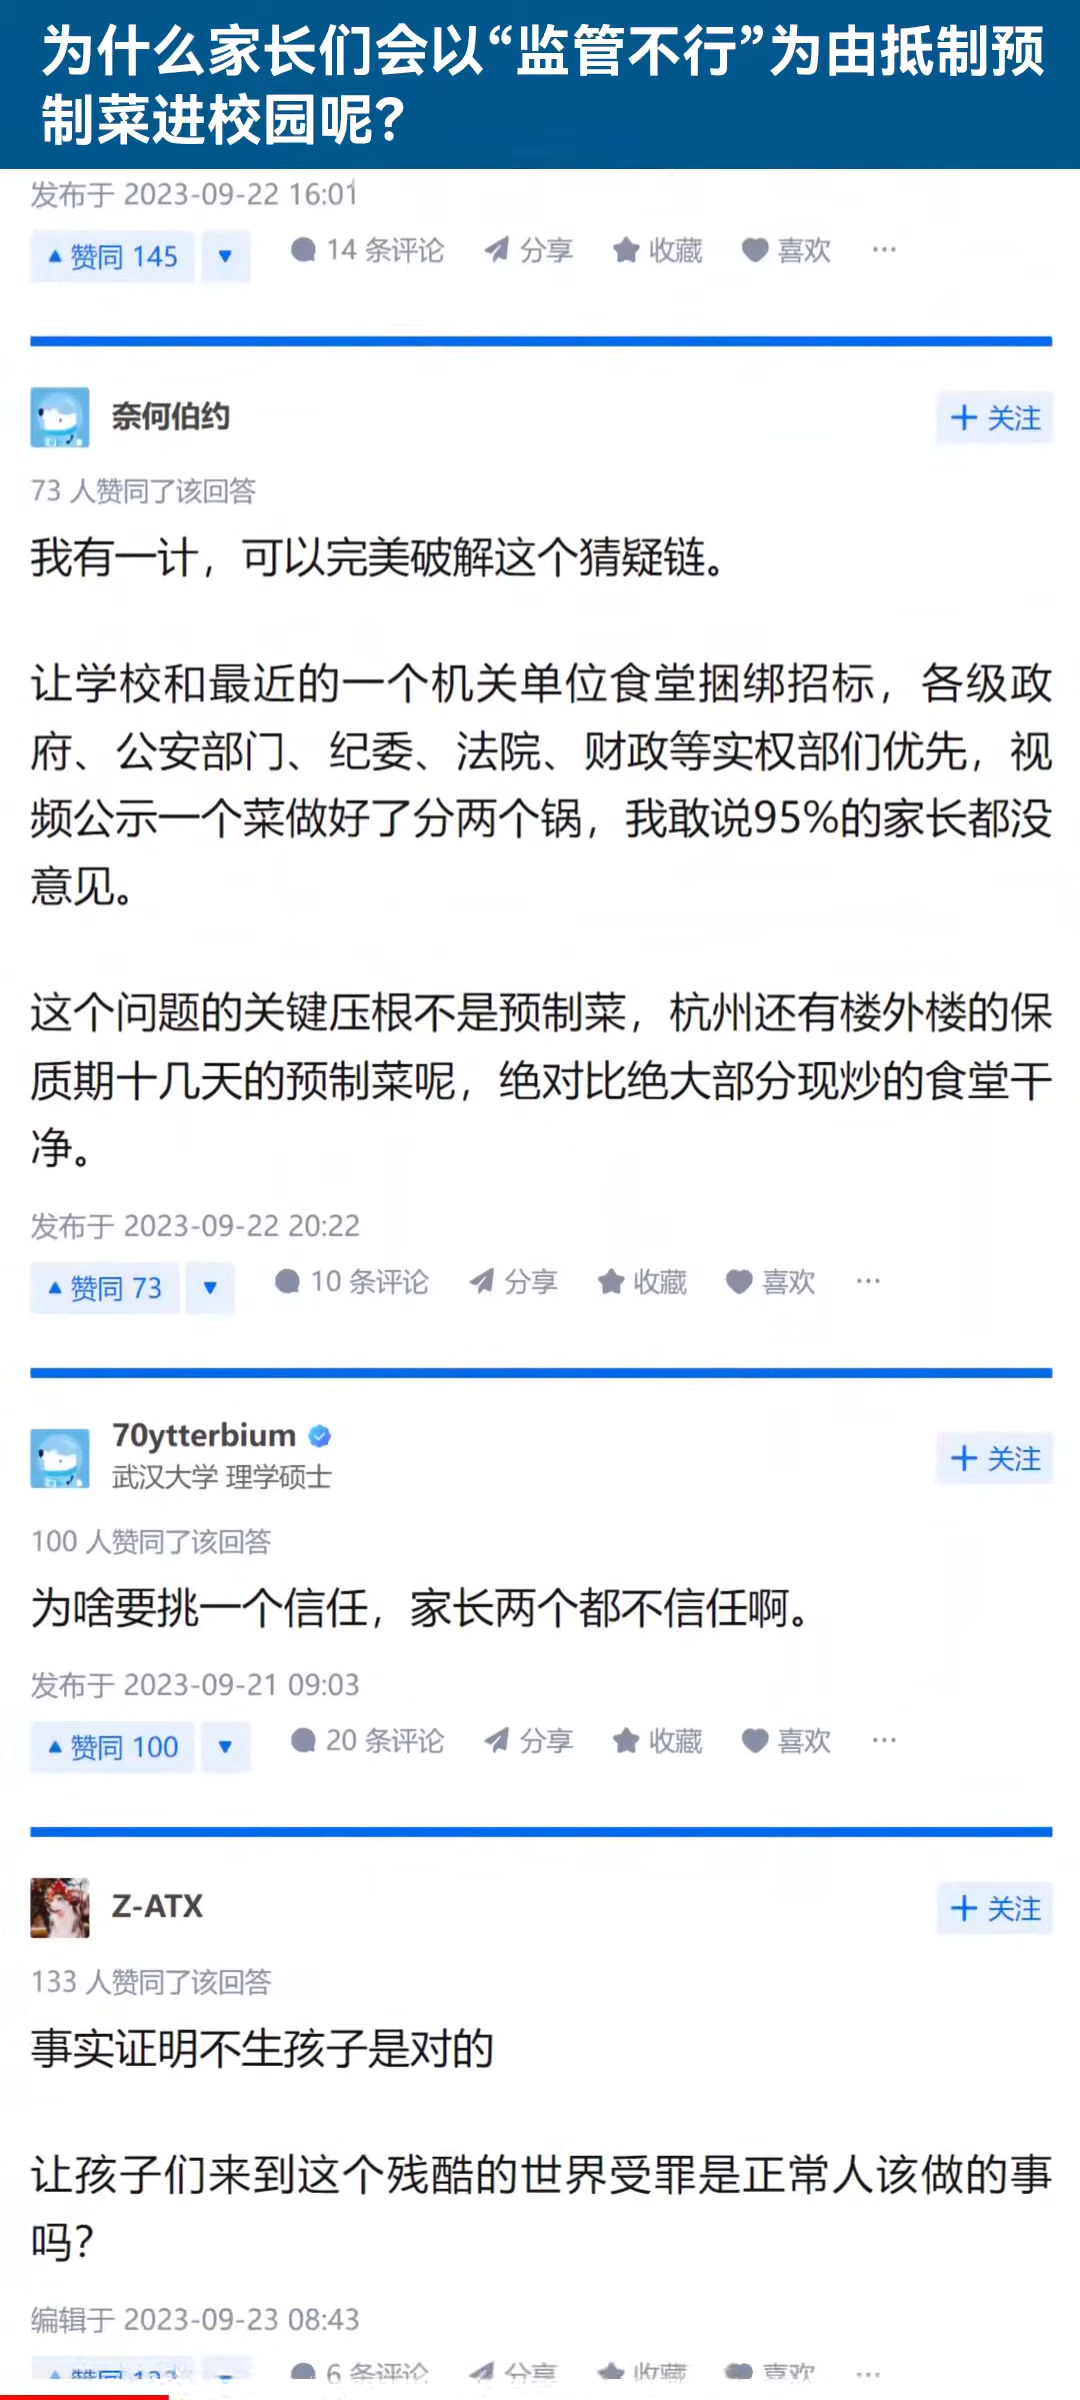 为什么家长们会以“监管不行”为由抵制预
制菜进校园呢？
发布于 2023-09-22 16:01
赞同 145
14 条评论 分享 收藏 喜欢 ···
奈何伯约
+ 关注
73 人赞同了该回答
我有一计，可以完美破解这个猜疑链。
让学校和最近的一个机关单位食堂捆绑招标，各级政
府、公安部门、纪委、法院、财政等实权部们优先，视
频公示一个菜做好了分两个锅，我敢说95%的家长都没
意见。
这个问题的关键压根不是预制菜，杭州还有楼外楼的保
质期十几天的预制菜呢，绝对比绝大部分现炒的食堂干
净。
发布于 2023-09-22 20:22
赞同 73
10 条评论 分享 收藏 喜欢 ···
70ytterbium
武汉大学 理学硕士
+ 关注
100 人赞同了该回答
为啥要挑一个信任，家长两个都不信任啊。
发布于 2023-09-21 09:03
赞同 100
20 条评论 分享 收藏 喜欢 ···
Z-ATX
+ 关注
133 人赞同了该回答
事实证明不生孩子是对的
让孩子们来到这个残酷的世界受罪是正常人该做的事
吗？
编辑于 2023-09-23 08:43
赞同 133
6 条评论 分享 收藏 喜欢 ···